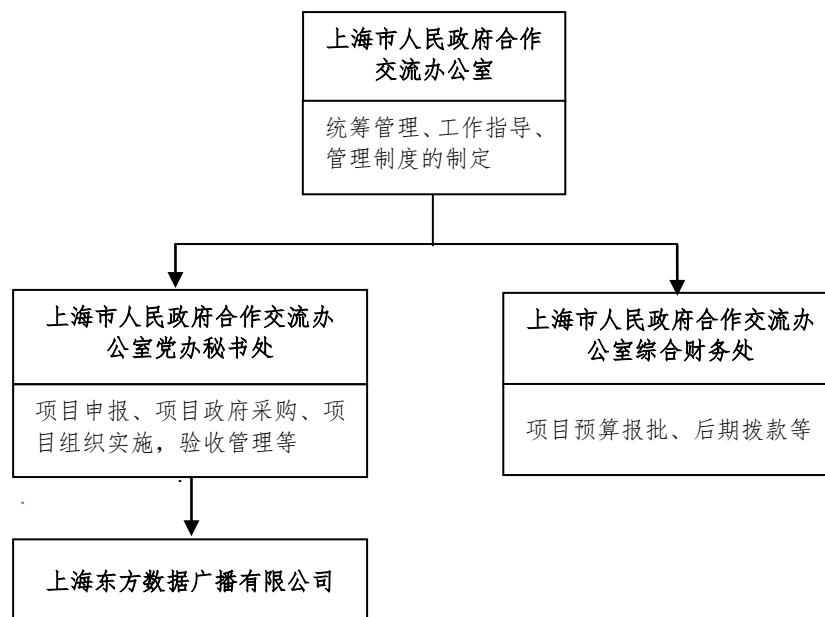 上海市人民政府合作
交流办公室
统筹管理、工作指导、
管理制度的制定
上海市人民政府合作交流办
公室党办秘书处
项目申报、项目政府采购、项
目组织实施，验收管理等
上海市人民政府合作交流办
公室综合财务处
项目预算报批、后期拨款等
上海东方数据广播有限公司